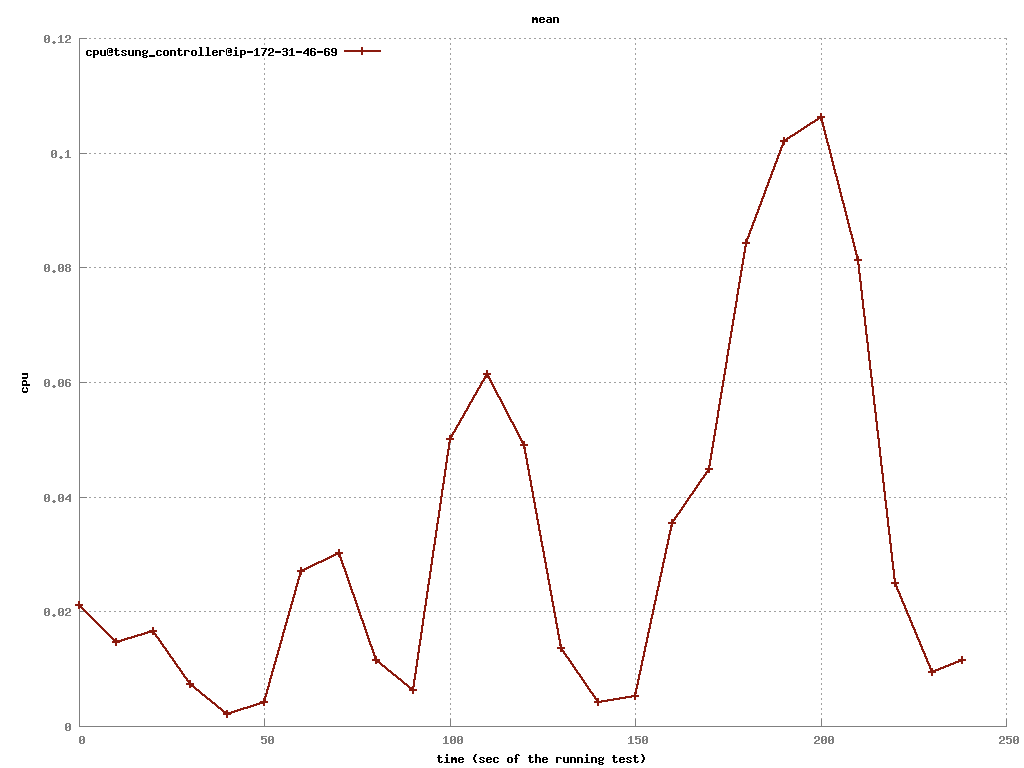 mean
0.12
cpu@tsung_controller@ip-172-31-46-69
0.1
0.08
0.06
cpu
0.04
0.02
0
0 50 100 150 200 250
time (sec of the running test)